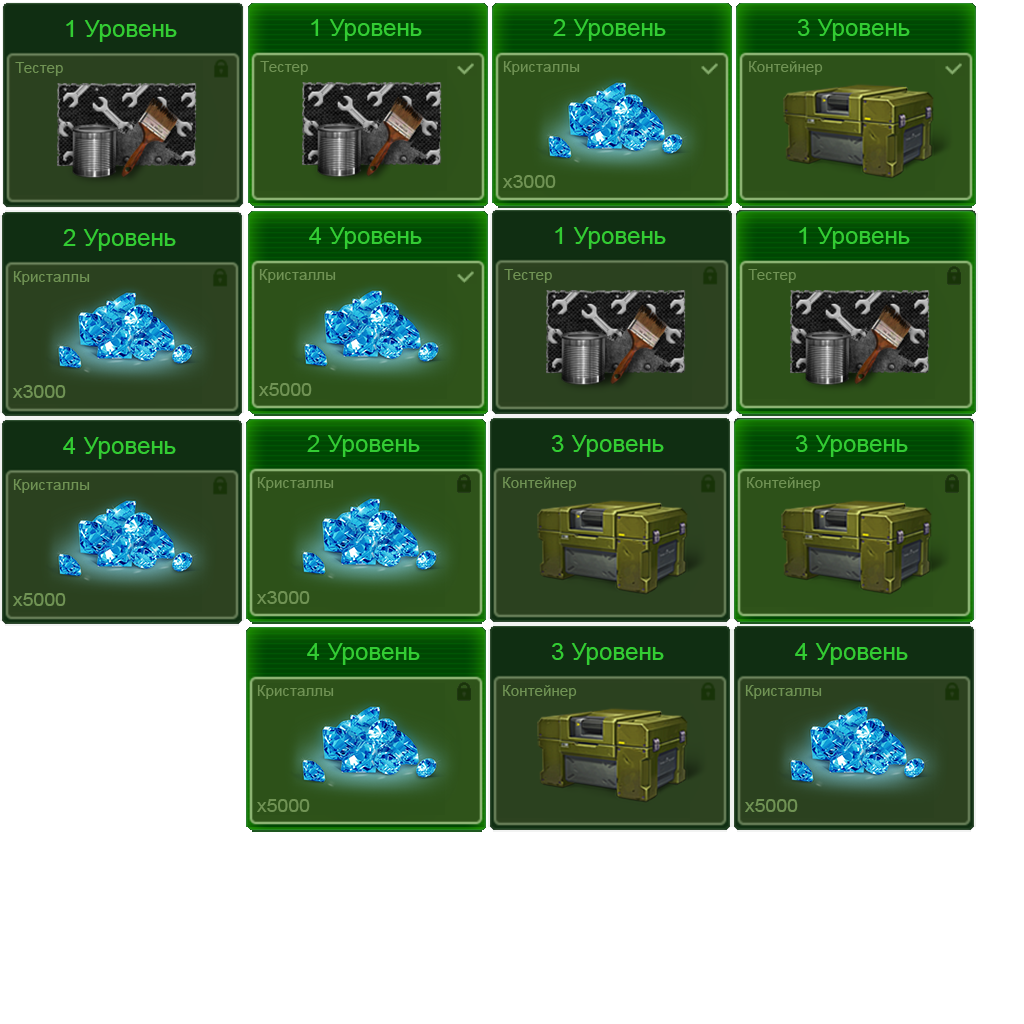 1 Уровень
Тестер
1 Уровень
Тестер
2 Уровень
Кристаллы
x3000
3 Уровень
Контейнер
2 Уровень
Кристаллы
x3000
4 Уровень
Кристаллы
x5000
1 Уровень
Тестер
1 Уровень
Тестер
4 Уровень
Кристаллы
x5000
2 Уровень
Кристаллы
x3000
3 Уровень
Контейнер
3 Уровень
Контейнер
4 Уровень
Кристаллы
x5000
3 Уровень
Контейнер
4 Уровень
Кристаллы
x5000